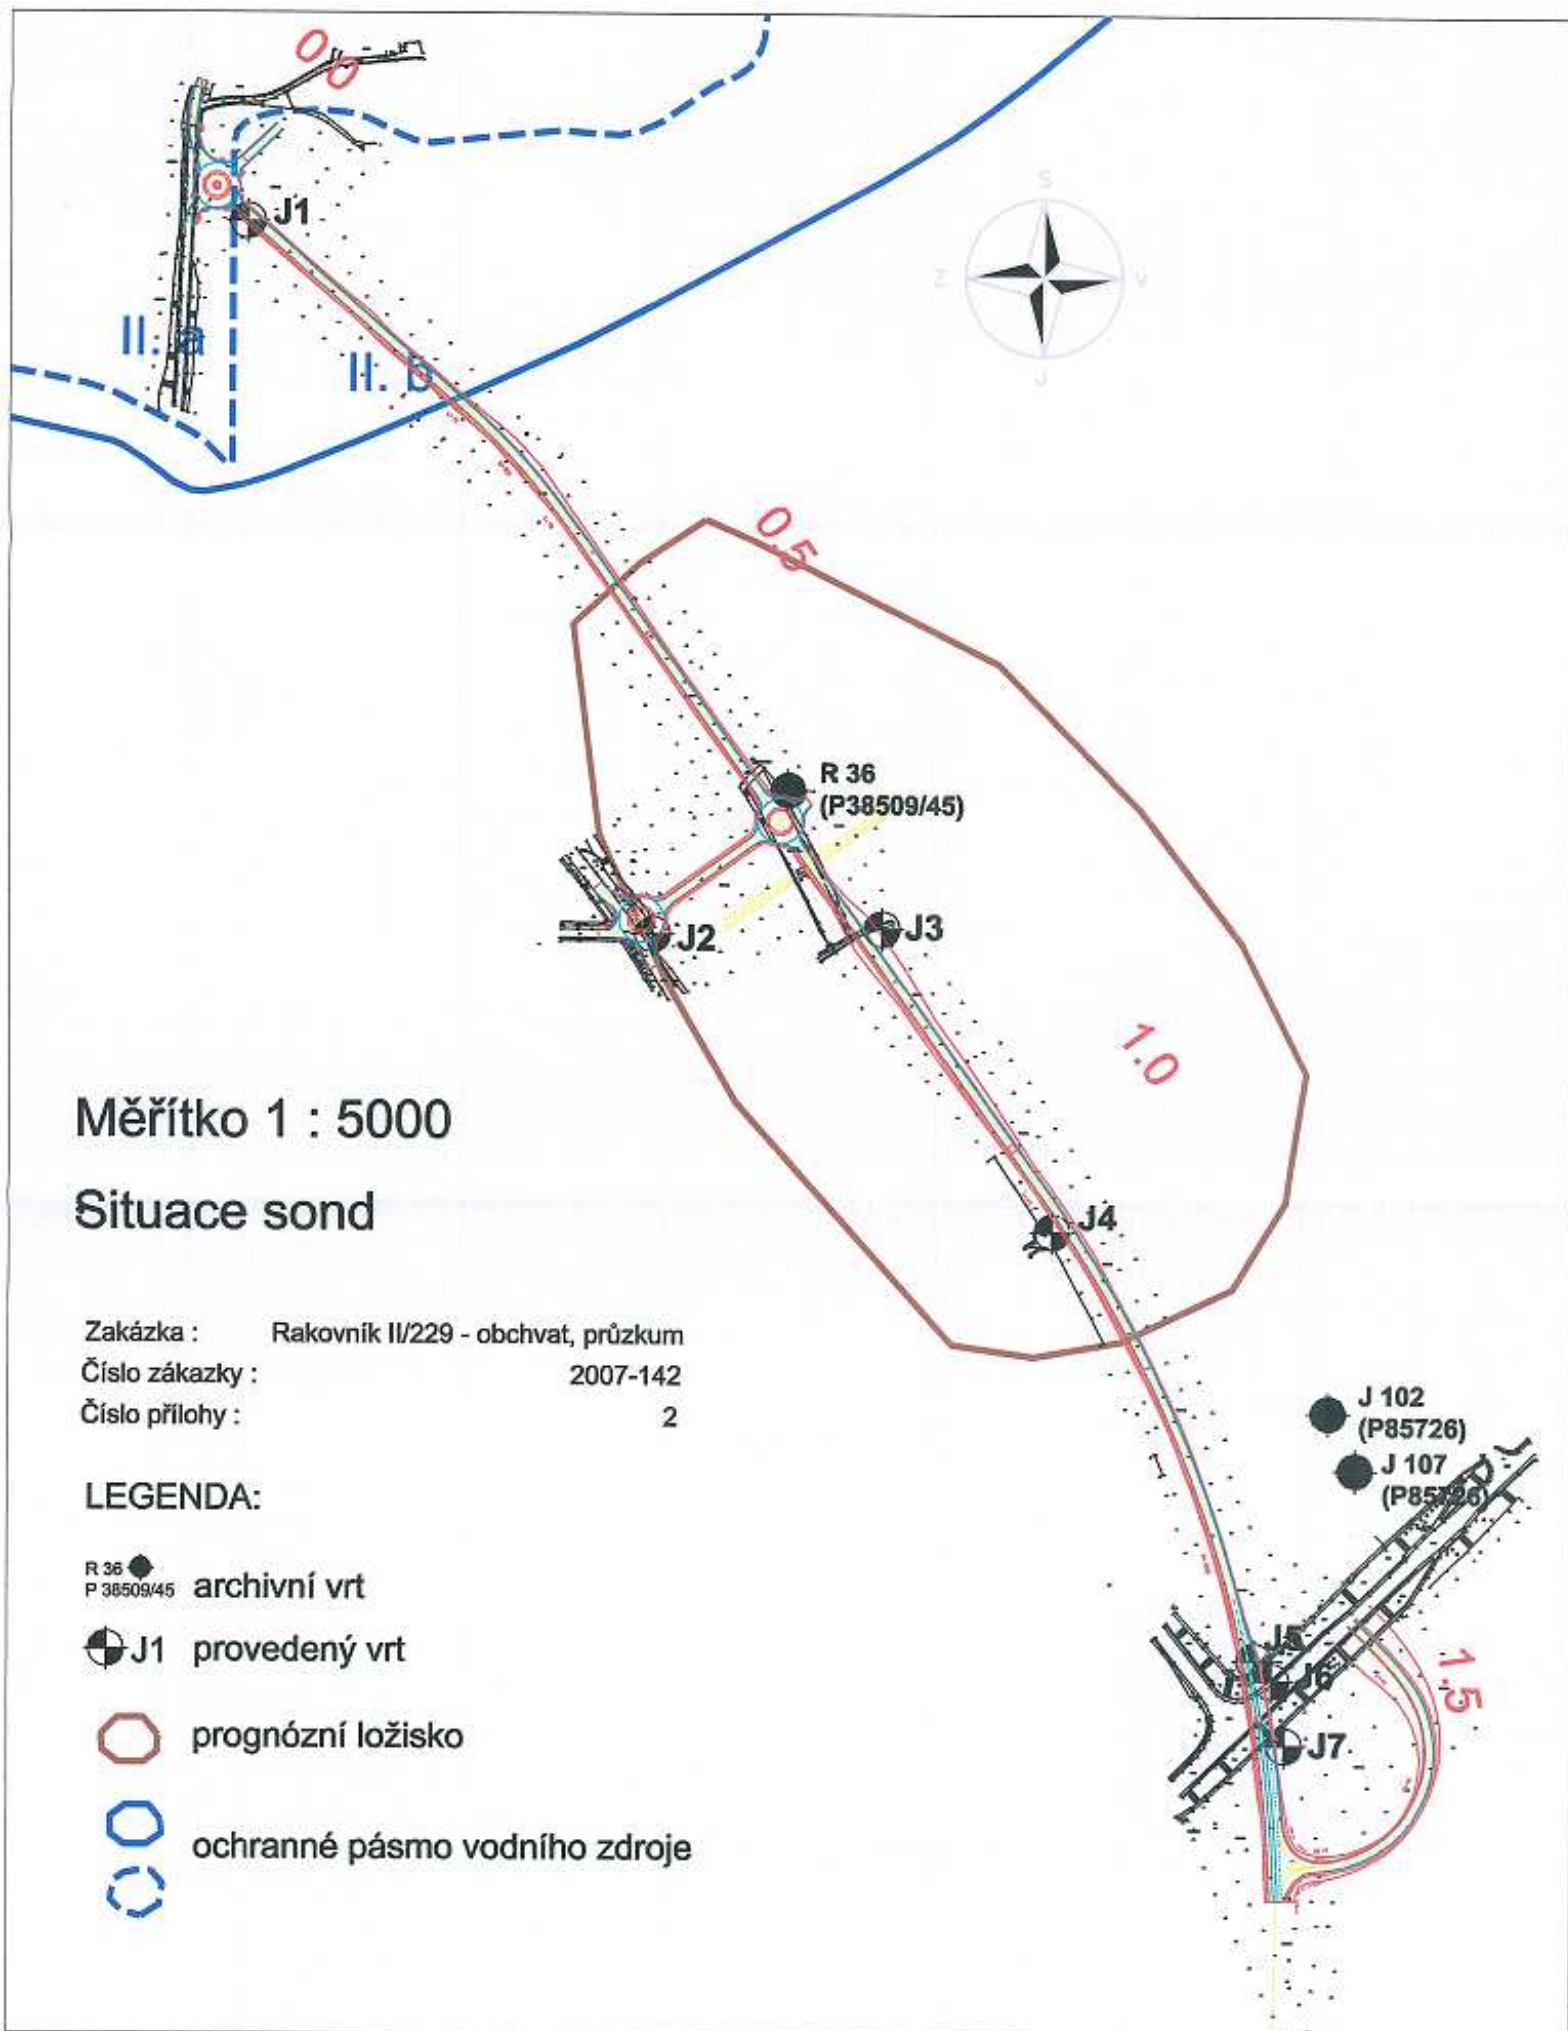 0.0
J1
S
Z
V
J
II. a
II. b
0.5
R 36
(P38509/45)
J2
J3
1.0
Měřítko 1 : 5000
Situace sond
J4
Zakázka : Rakovník II/229 - obchvat, průzkum
Číslo zákazky : 2007-142
Číslo přílohy : 2
J 102
(P85726)
J 107
(P85726)
LEGENDA:
R 36
P 38509/45 archivní vrt
J1 provedený vrt
J5
J6
1.5
J7
prognózní ložisko
ochranné pásmo vodního zdroje